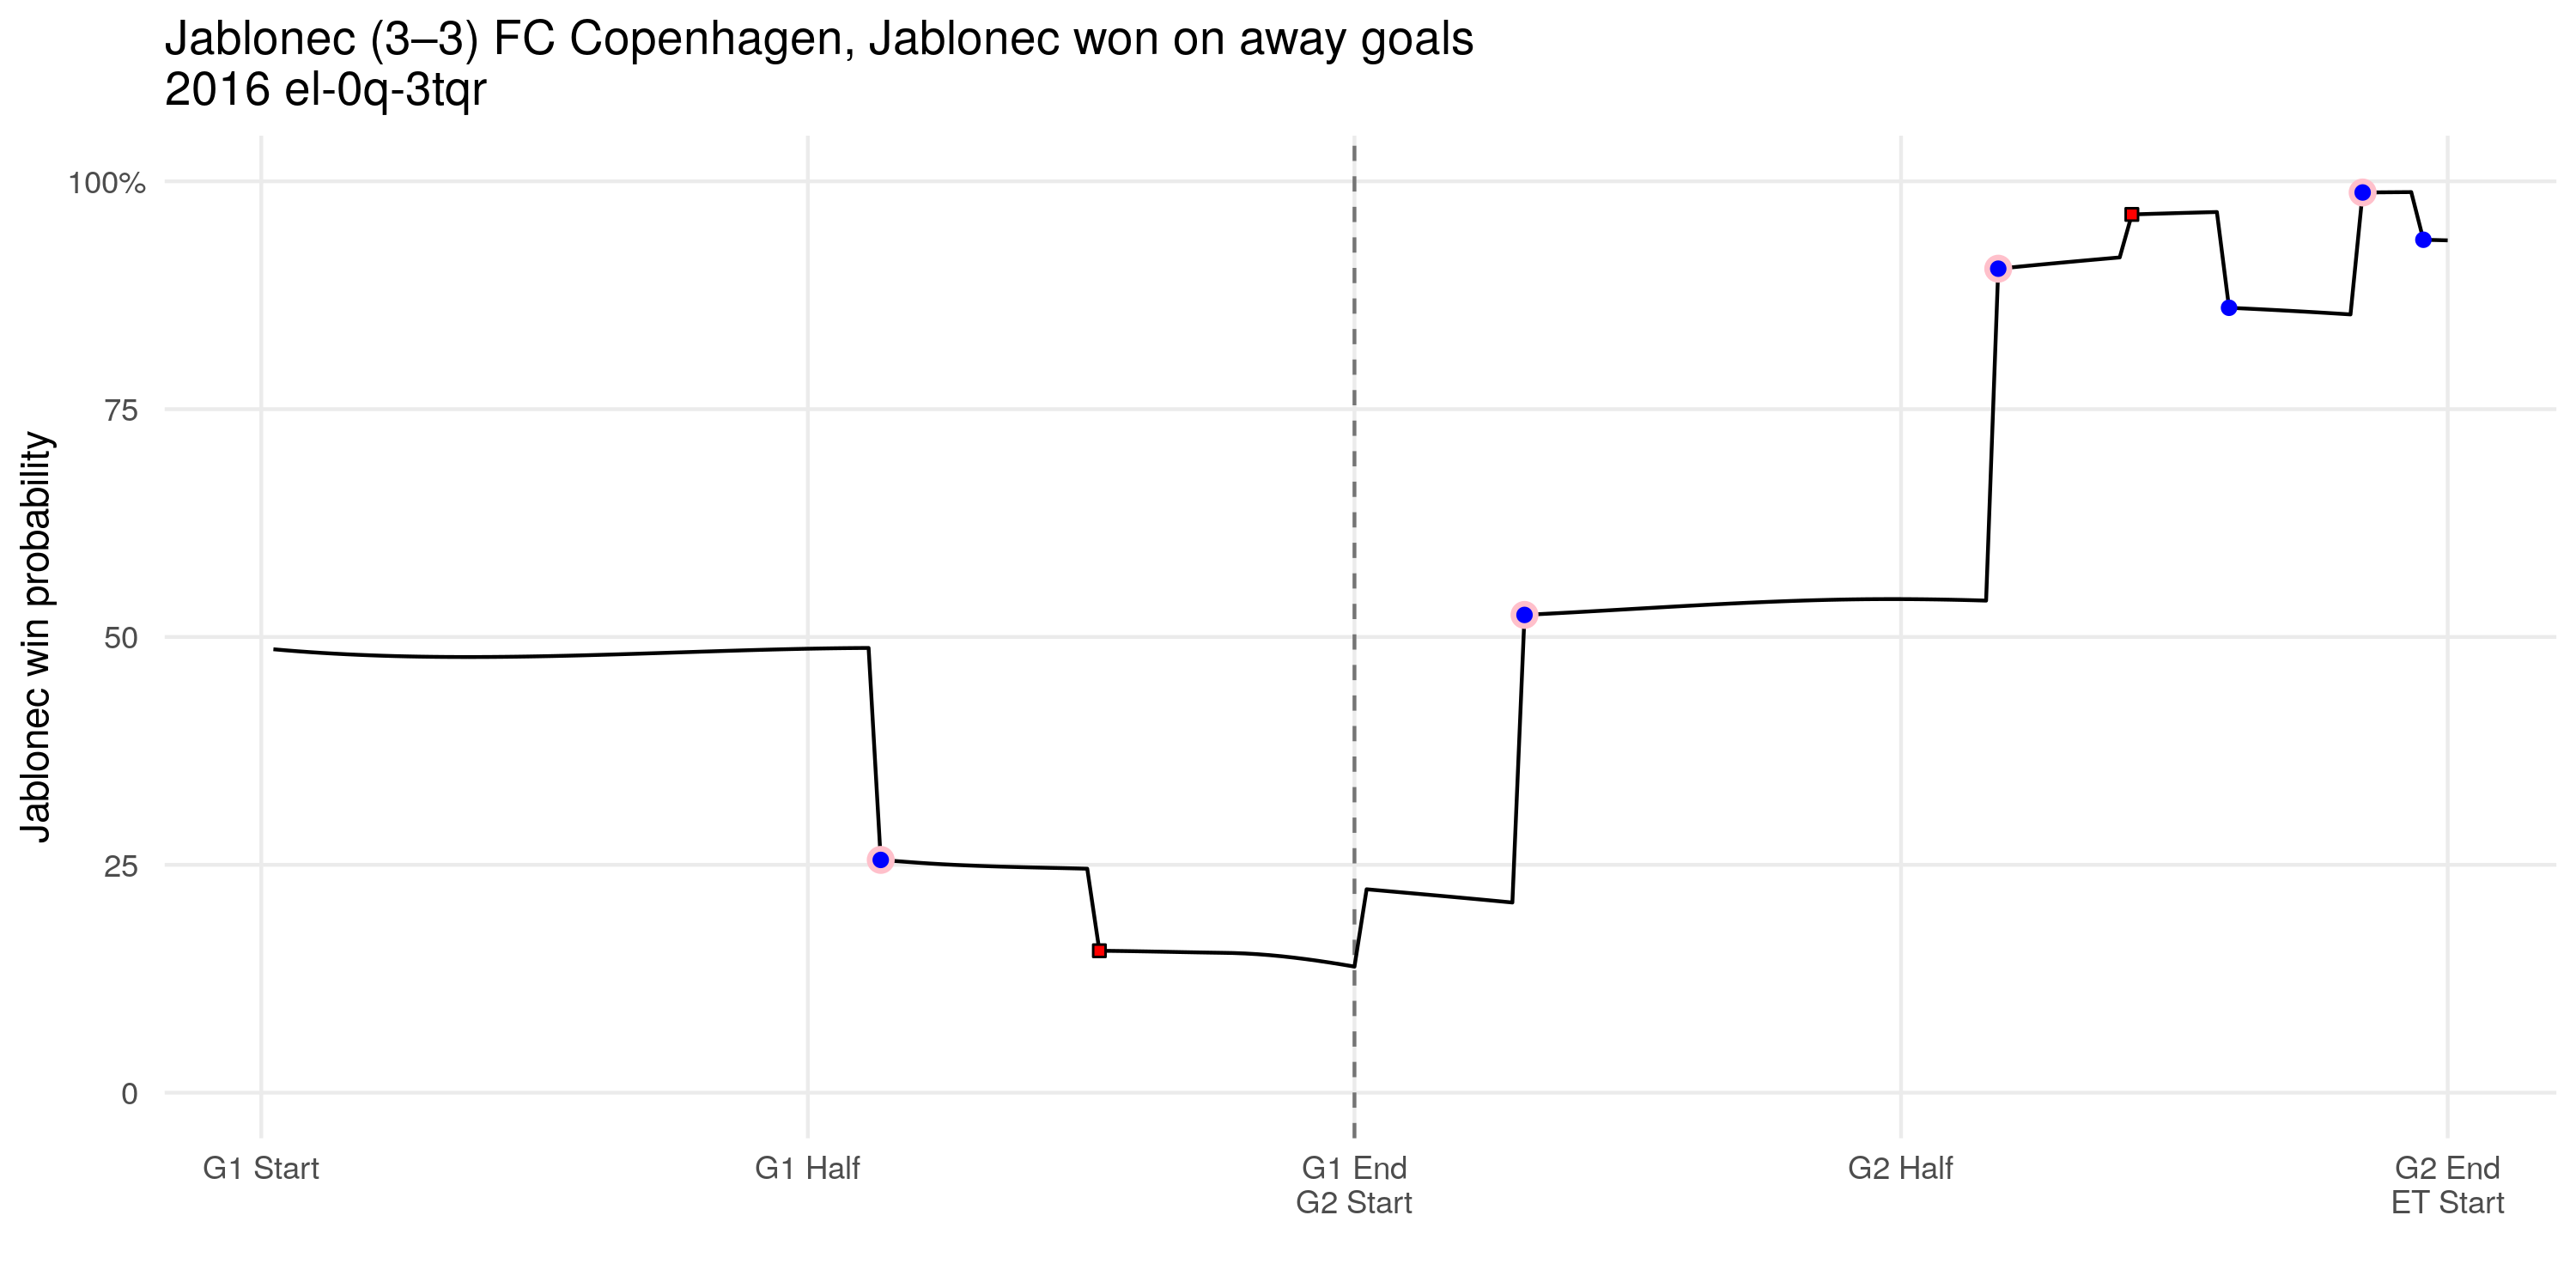 Jablonec (3–3) FC Copenhagen, Jablonec won on away goals
2016 el-0q-3tqr
Jablonec win probability
100%
75
50
25
0
G1 Start
G1 Half
G1 End
G2 Start
G2 Half
G2 End
ET Start